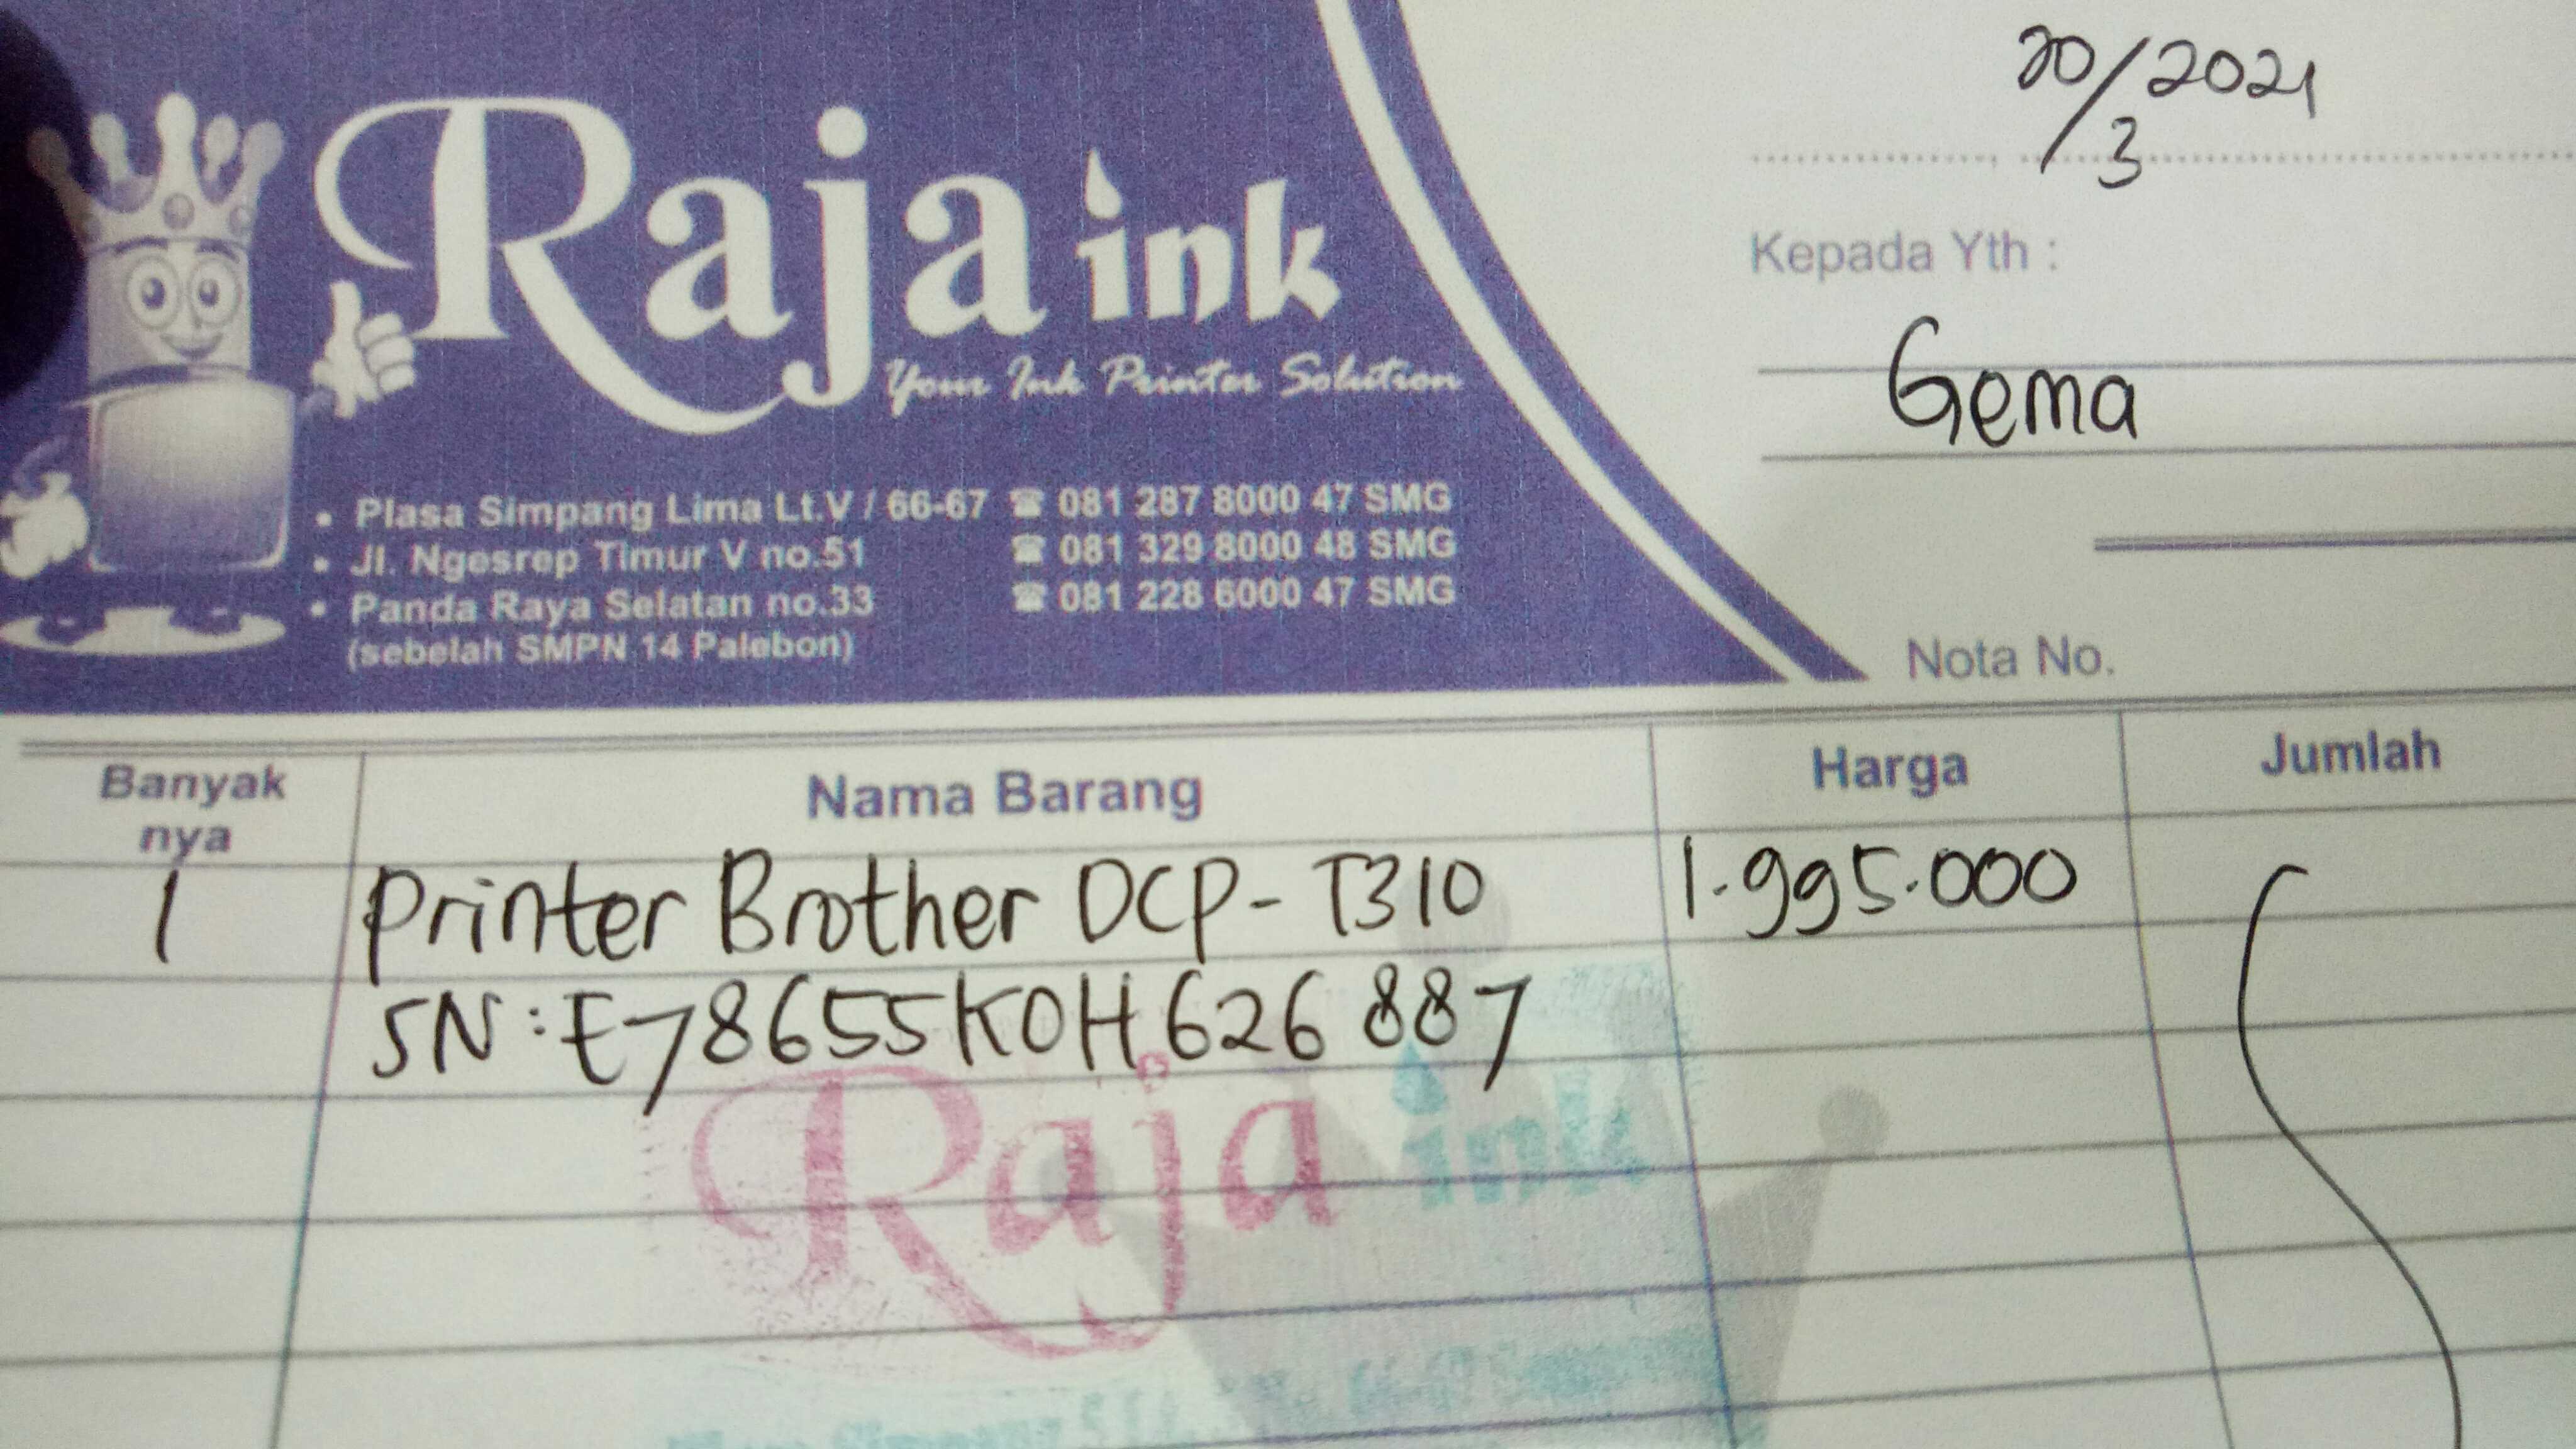 Raja ink
Your Ink Printer Solution
• Plasa Simpang Lima Lt.V / 66-67 ☎ 081 287 8000 47 SMG
• Jl. Ngesrep Timur V no.51 ☎ 081 329 8000 48 SMG
• Panda Raya Selatan no.33 ☎ 081 228 6000 47 SMG
(sebelah SMPN 14 Palebon)
20/3 2021
Kepada Yth :
Gema
Nota No.
Banyak nya Nama Barang Harga Jumlah
1 Printer Brother DCP-T310 1.995.000
SN:E78655K0H626887
Raja ink